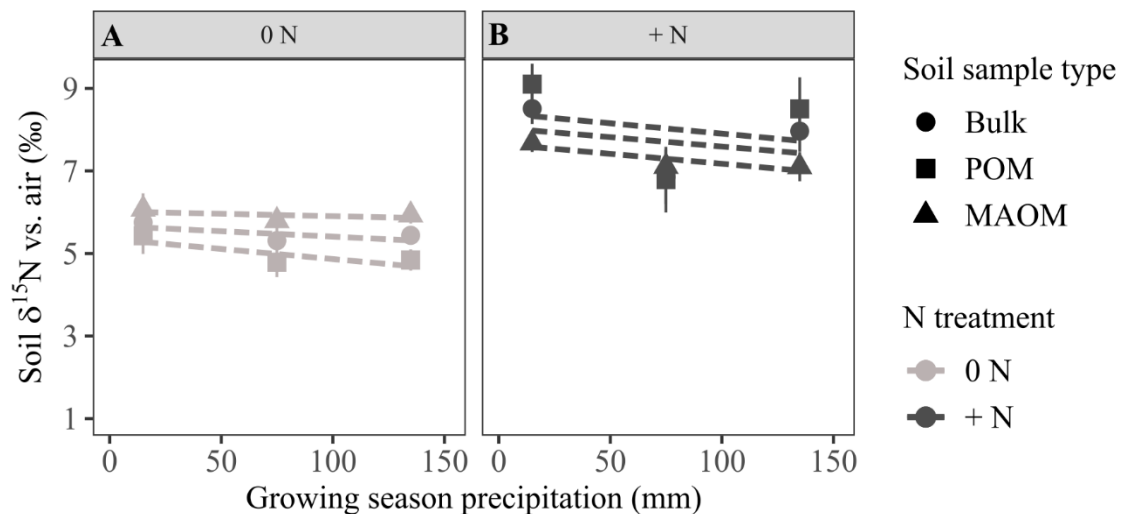 A 0 N
B + N
Soil δ¹⁵N vs. air (‰)
9
7
5
3
1
0 50 100 150
0 50 100 150
Growing season precipitation (mm)
Soil sample type
Bulk
POM
MAOM
N treatment
0 N
+ N